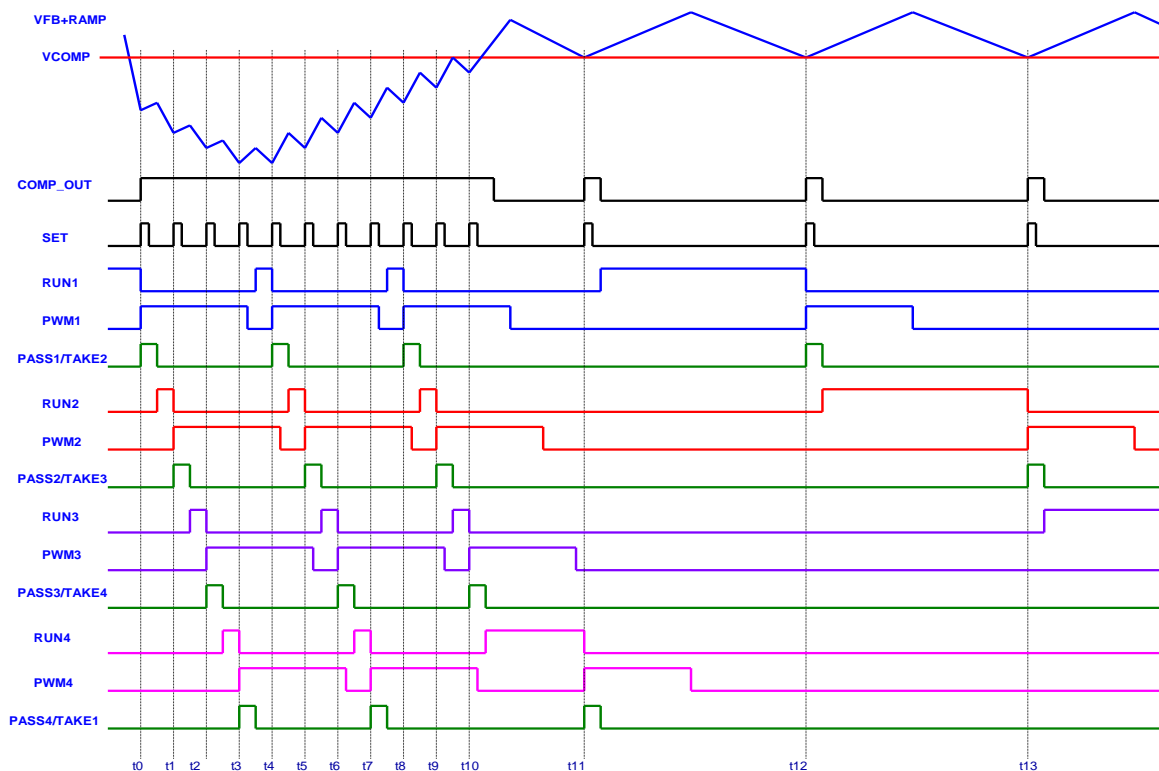 VFB+RAMP
VCOMP
COMP_OUT
SET
RUN1
PWM1
PASS1/TAKE2
RUN2
PWM2
PASS2/TAKE3
RUN3
PWM3
PASS3/TAKE4
RUN4
PWM4
PASS4/TAKE1
t0 t1 t2 t3 t4 t5 t6 t7 t8 t9 t10 t11 t12 t13